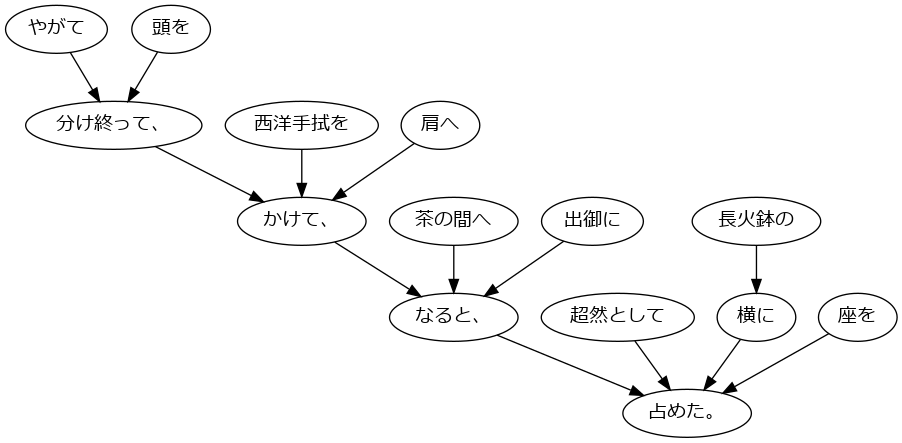 やがて
頭を
分け終って、
西洋手拭を
肩へ
かけて、
茶の間へ
出御に
長火鉢の
なると、
超然として
横に
座を
占めた。